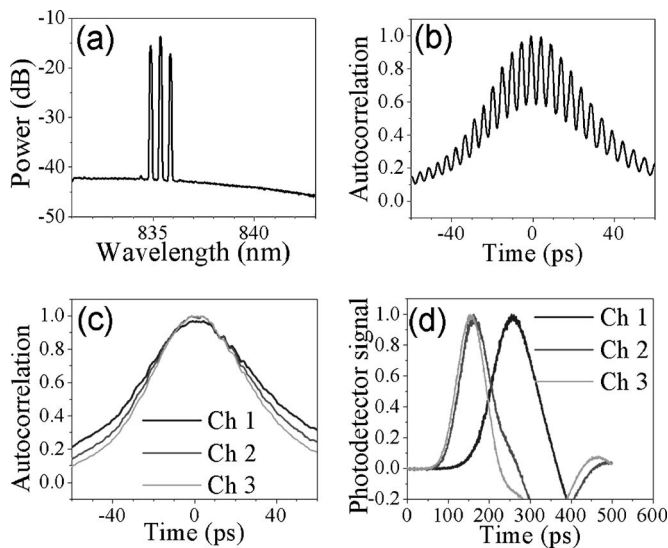 (a)
Power (dB)
-10
-20
-30
-40
-50
835
840
Wavelength (nm)
(b)
Autocorrelation
1.0
0.8
0.6
0.4
0.2
0.0
-40
0
40
Time (ps)
(c)
Autocorrelation
1.0
0.8
0.6
0.4
0.2
0.0
Ch 1
Ch 2
Ch 3
-40
0
40
Time (ps)
(d)
Photodetector signal
1.0
0.8
0.6
0.4
0.2
0.0
-0.2
Ch 1
Ch 2
Ch 3
0
100
200
300
400
500
600
Time (ps)